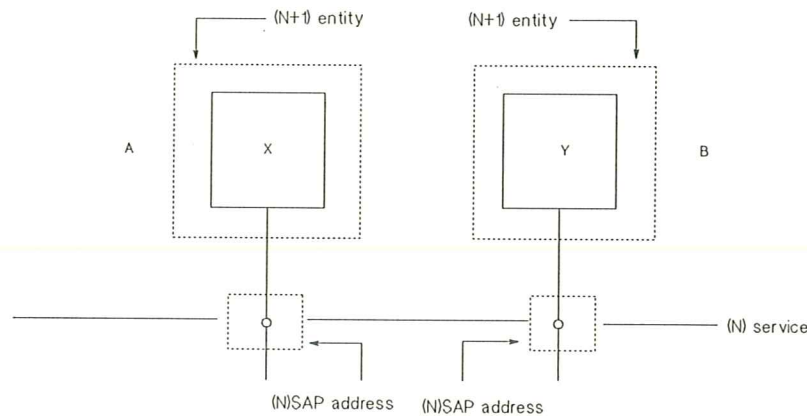 (N+1) entity
(N+1) entity
A
X
Y
B
(N) service
(N)SAP address
(N)SAP address